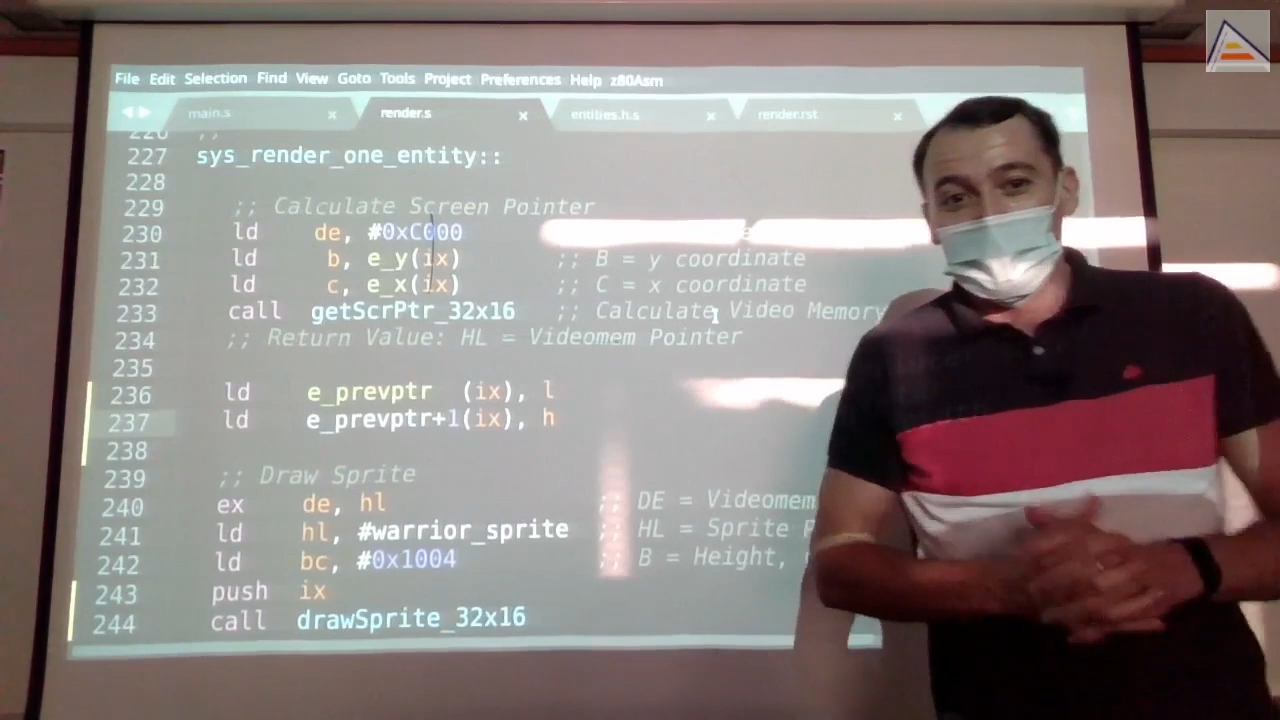 File Edit Selection Find View Goto Tools Project Preferences Help z80Asm
main.s × render.s × entities.h.s × render.rst ×
226 ;;
227 sys_render_one_entity::
228
229 ;; Calculate Screen Pointer
230 ld de, #0xC000
231 ld b, e_y(ix) ;; B = y coordinate
232 ld c, e_x(ix) ;; C = x coordinate
233 call getScrPtr_32x16 ;; Calculate Video Memory
234 ;; Return Value: HL = Videomem Pointer
235
236 ld e_prevptr (ix), l
237 ld e_prevptr+1(ix), h
238
239 ;; Draw Sprite
240 ex de, hl ;; DE = Videomem
241 ld hl, #warrior_sprite ;; HL = Sprite
242 ld bc, #0x1004 ;; B = Height,
243 push ix
244 call drawSprite_32x16